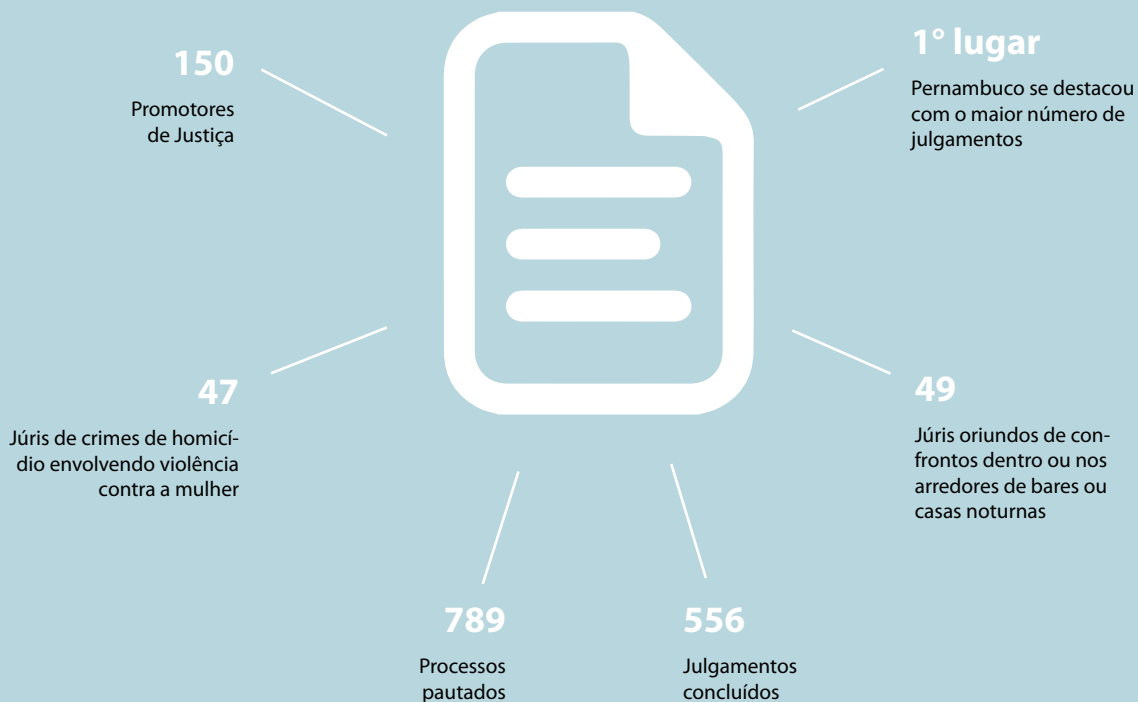 150
Promotores
de Justiça
1° lugar
Pernambuco se destacou
com o maior número de
julgamentos
47
Júris de crimes de homicí-
dio envolvendo violência
contra a mulher
49
Júris oriundos de con-
frontos dentro ou nos
arredores de bares ou
casas noturnas
789
Processos
pautados
556
Julgamentos
concluídos